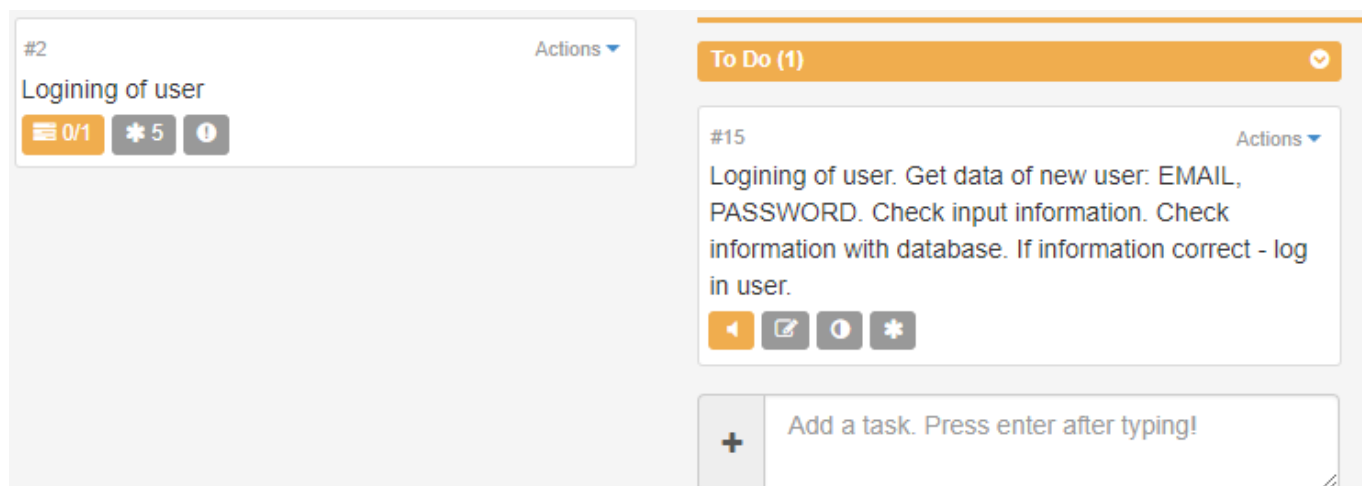 #2 Actions
Logining of user
0/1 5
To Do (1)
#15 Actions
Logining of user. Get data of new user: EMAIL,
PASSWORD. Check input information. Check
information with database. If information correct - log
in user.
Add a task. Press enter after typing!